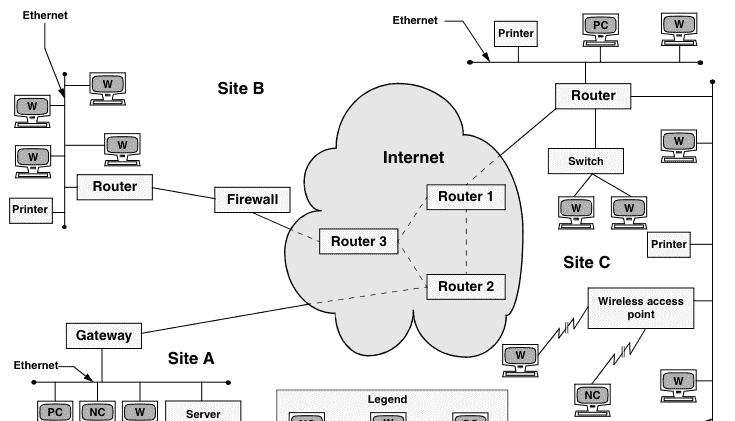 Ethernet
Ethernet
Printer
PC
W
W
Site B
Router
W
Internet
W
Switch
W
W
Router
Firewall
Router 1
W
W
Printer
Router 3
Printer
Site C
Router 2
Wireless access
point
Gateway
Site A
W
Ethernet
W
NC
Legend
PC
NC
W
Server